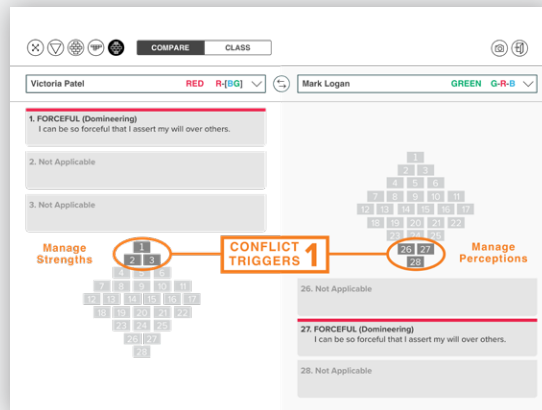 COMPARE CLASS
Victoria Patel RED R-[BG]
Mark Logan GREEN G-R-B
1. FORCEFUL (Domineering)
I can be so forceful that I assert my will over others.
2. Not Applicable
3. Not Applicable
1
2 3
4 5 6
7 8 9 10 11
12 13 14 15 16 17
18 19 20 21 22
23 24 25
26 27
28
Manage
Strengths
CONFLICT
TRIGGERS 1
Manage
Perceptions
1
2 3
4 5 6
7 8 9 10 11
12 13 14 15 16 17
18 19 20 21 22
23 24 25
26 27
28
26. Not Applicable
27. FORCEFUL (Domineering)
I can be so forceful that I assert my will over others.
28. Not Applicable